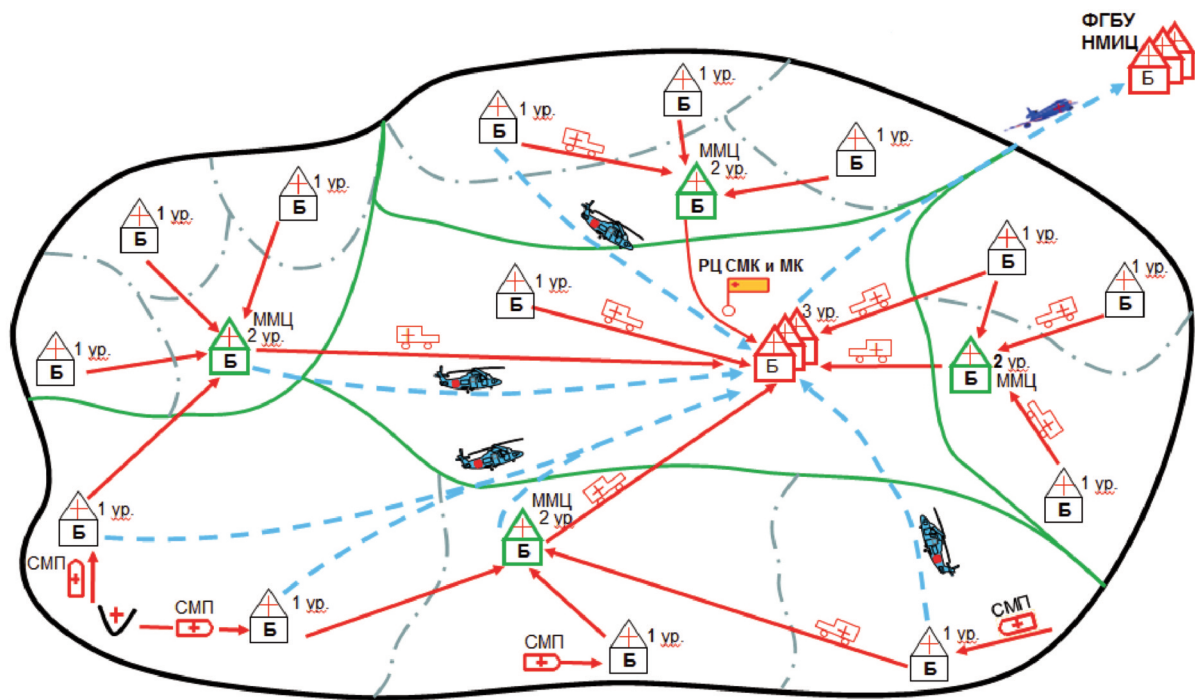 ФГБУ
НМИЦ
Б
1 ур.
Б
1 ур.
Б
1 ур.
Б
ММЦ
2 ур.
Б
1 ур.
Б
1 ур.
Б
1 ур.
Б
1 ур.
Б
РЦ СМК и МК
1 ур.
Б
3 ур.
Б
ММЦ
2 ур.
Б
1 ур.
Б
2 ур.
ММЦ
Б
1 ур.
Б
1 ур.
Б
ММЦ
2 ур
Б
СМП
СМП
1 ур.
Б
СМП
1 ур.
Б
СМП
1 ур.
Б